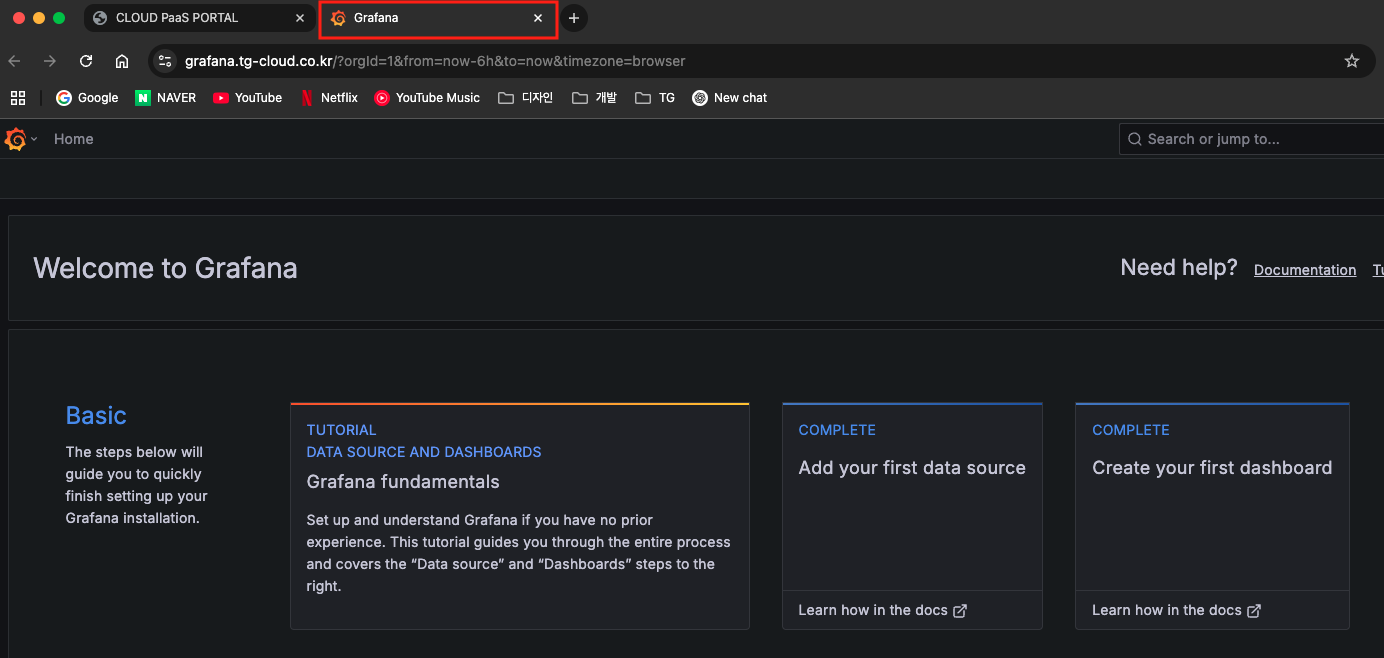 CLOUD PaaS PORTAL
Grafana
grafana.tg-cloud.co.kr/?orgId=1&from=now-6h&to=now&timezone=browser
Google NAVER YouTube Netflix YouTube Music 디자인 개발 TG New chat
Home
Search or jump to...
Welcome to Grafana
Need help? Documentation Tu
Basic
The steps below will
guide you to quickly
finish setting up your
Grafana installation.
TUTORIAL
DATA SOURCE AND DASHBOARDS
Grafana fundamentals
Set up and understand Grafana if you have no prior
experience. This tutorial guides you through the entire process
and covers the “Data source” and “Dashboards” steps to the
right.
COMPLETE
Add your first data source
Learn how in the docs
COMPLETE
Create your first dashboard
Learn how in the docs